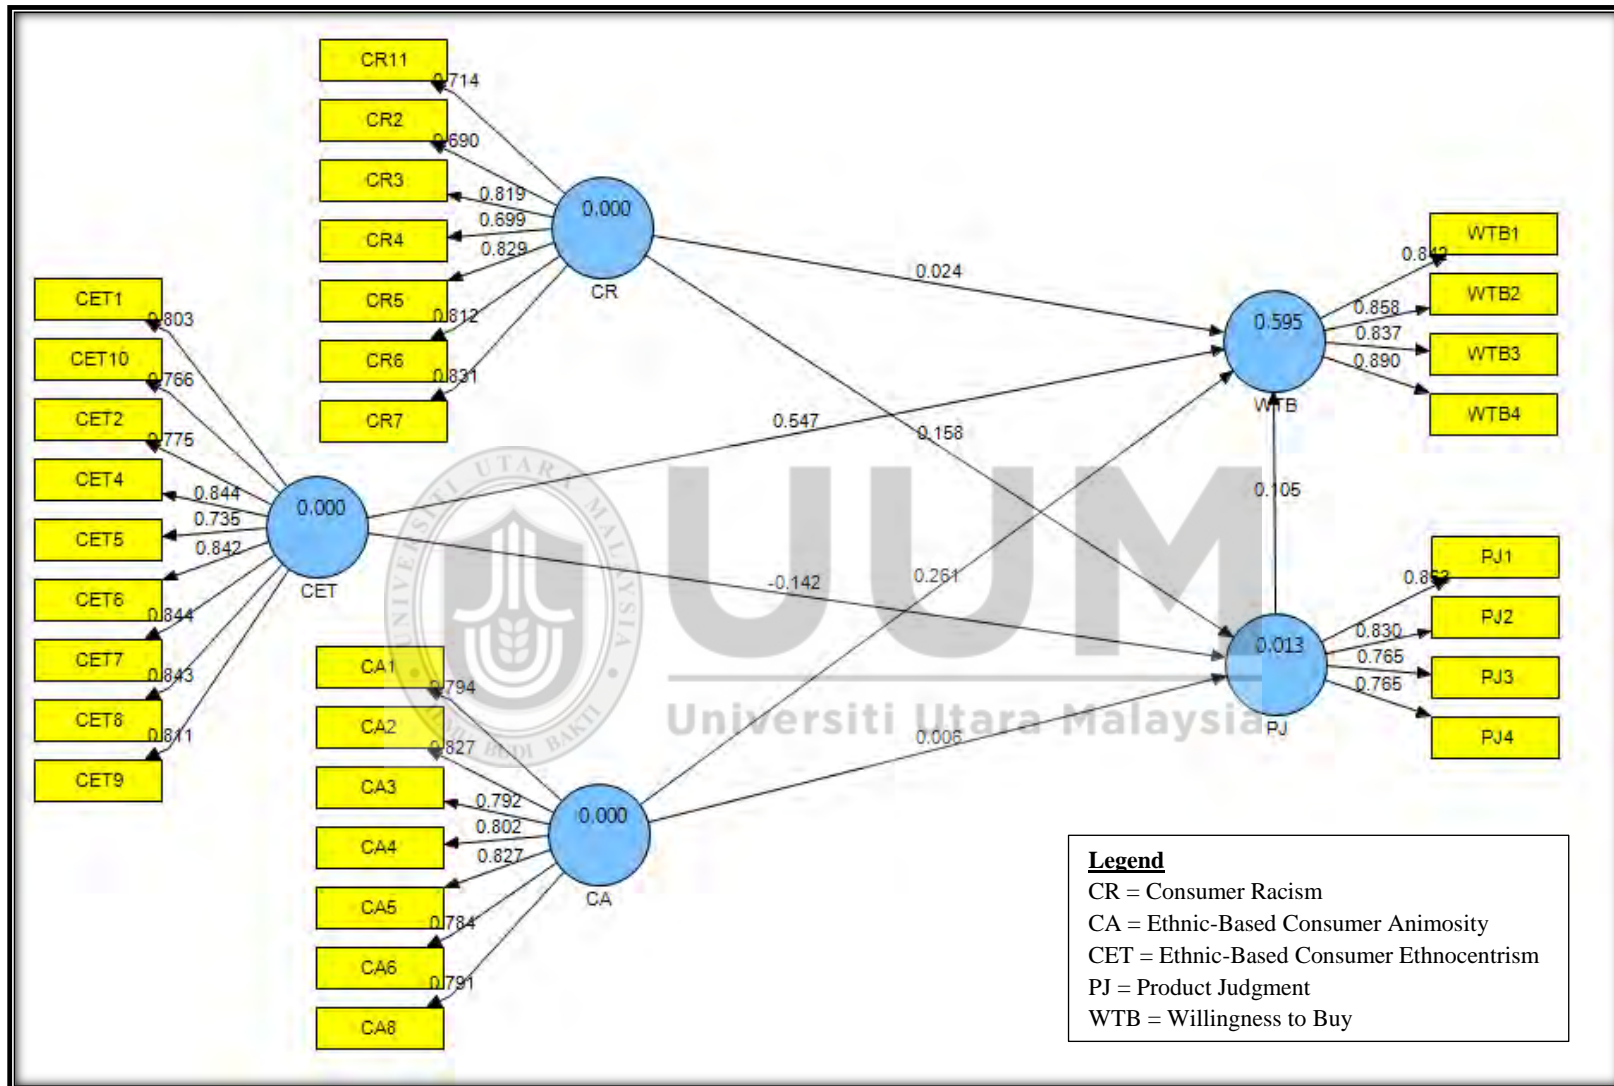 CR11
0.714
CR2
0.690
CR3
0.819
CR4
0.699
CR5
0.829
CR6
0.812
CR7
0.831
0.000
CR
CET1
0.803
CET10
0.766
CET2
0.775
CET4
0.844
CET5
0.735
CET6
0.842
CET7
0.844
CET8
0.843
CET9
0.811
0.000
CET
CA1
0.794
CA2
0.827
CA3
0.792
CA4
0.802
CA5
0.827
CA6
0.784
CA8
0.791
0.000
CA
0.024
0.547
0.158
-0.142
0.261
0.006
0.105
0.595
WTB
WTB1
WTB2
0.858
WTB3
0.837
WTB4
0.890
0.013
PJ
PJ1
PJ2
0.830
PJ3
0.765
PJ4
0.765
UNIVERSITI UTARA MALAYSIA
BUDI BAKTI
UUM
Universiti Utara Malaysia
Legend
CR = Consumer Racism
CA = Ethnic-Based Consumer Animosity
CET = Ethnic-Based Consumer Ethnocentrism
PJ = Product Judgment
WTB = Willingness to Buy